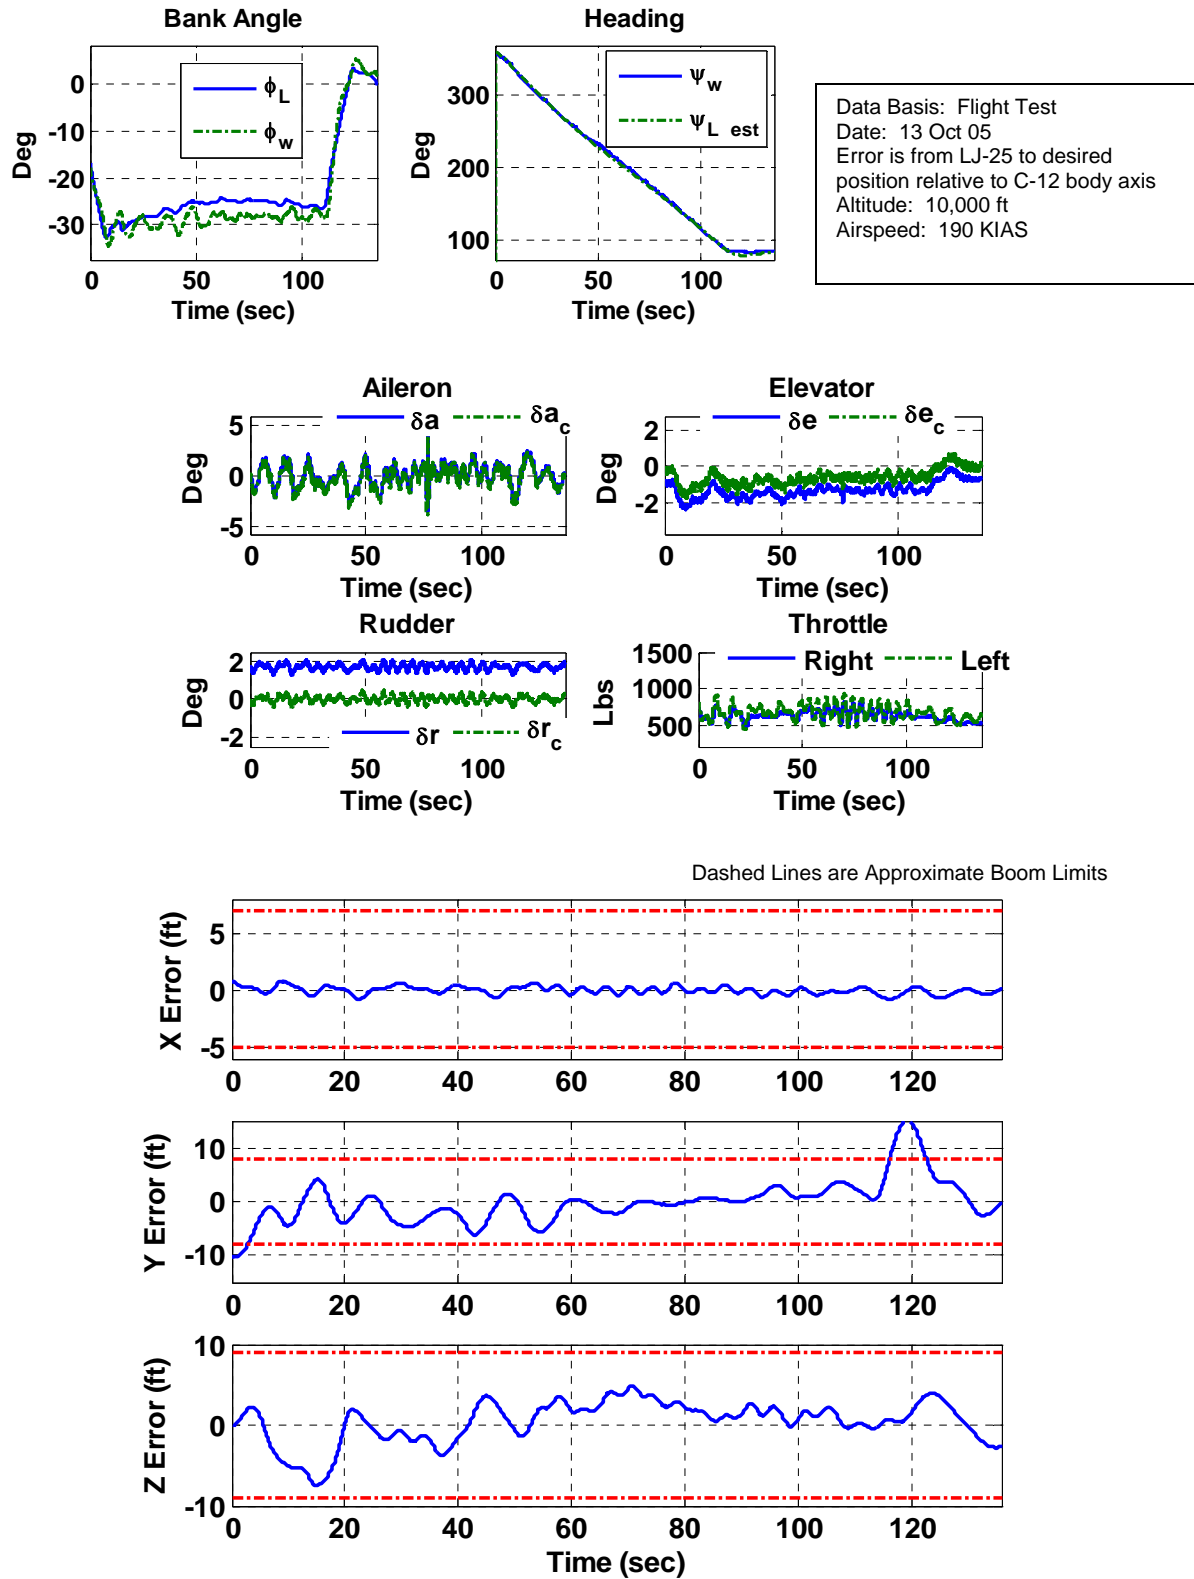 Bank Angle
Heading
0
-10
-20
-30
Deg
ϕL
ϕw
0 100
Time (sec)
300
200
100
Deg
ψw
ψL est
0 50 100
Time (sec)
Data Basis: Flight Test
Date: 13 Oct 05
Error is from LJ-25 to desired
position relative to C-12 body axis
Altitude: 10,000 ft
Airspeed: 190 KIAS
Aileron
δa δac
5
0
-5
Deg
0 50 100
Time (sec)
Elevator
δe δec
2
0
-2
Deg
0 50 100
Time (sec)
Rudder
2
0
-2
Deg
δr δrc
0 50 100
Time (sec)
Throttle
Right Left
1500
1000
500
Lbs
0 50 100
Time (sec)
Dashed Lines are Approximate Boom Limits
5
0
-5
X Error (ft)
0 20 40 60 80 100 120
10
0
-10
Y Error (ft)
0 20 40 60 80 100 120
10
0
-10
Z Error (ft)
0 20 40 60 80 100 120
Time (sec)